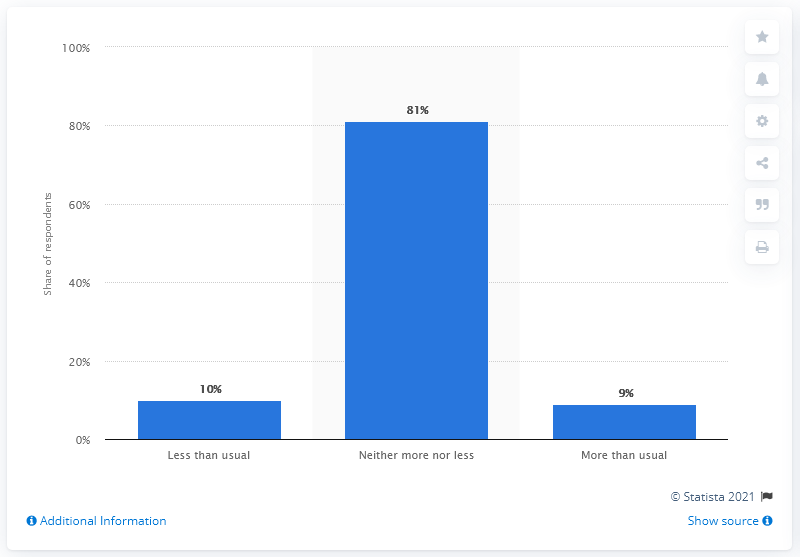 100%
80%
60%
40%
20%
0%
Share of respondents
10%
81%
9%
Less than usual
Neither more nor less
More than usual
© Statista 2021
Additional Information
Show source